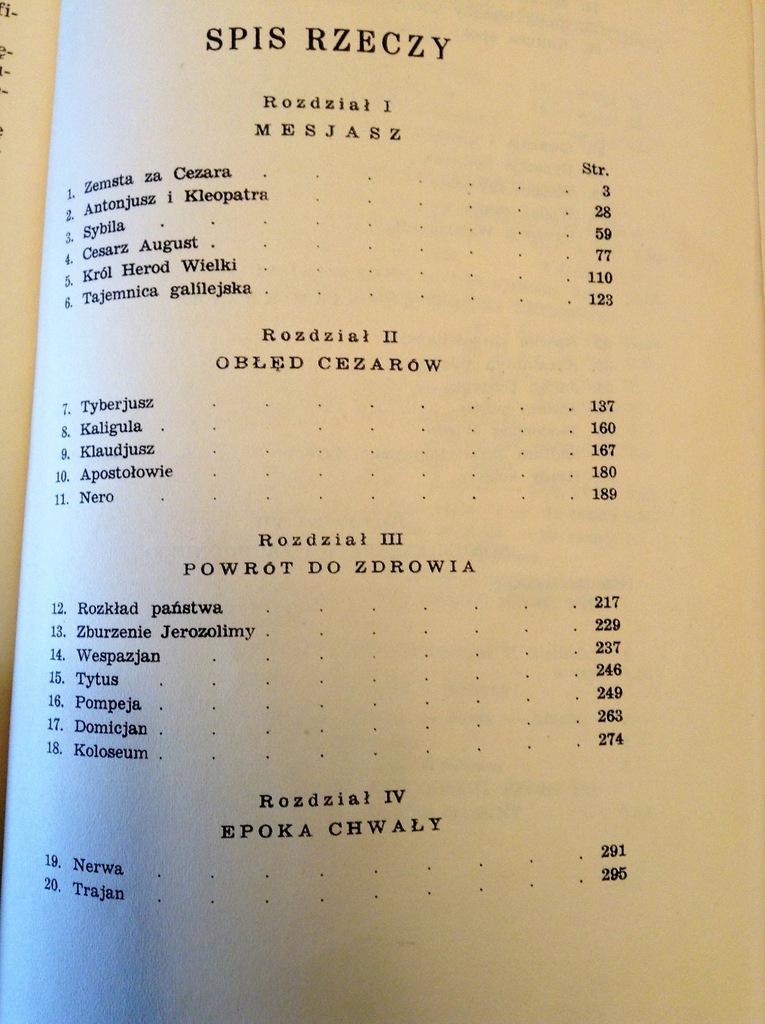 SPIS RZECZY
Rozdział I
MESJASZ
Str.
1. Zemsta za Cezara . . . . . . . 3
2. Antonjusz i Kleopatra . . . . . . 28
3. Sybila . . . . . . . . . 59
4. Cesarz August . . . . . . . . 77
5. Król Herod Wielki . . . . . . . 110
6. Tajemnica galilejska . . . . . . . 123
Rozdział II
OBŁĘD CEZARÓW
7. Tyberjusz . . . . . . . . 137
8. Kaligula . . . . . . . . . 160
9. Klaudjusz . . . . . . . . 167
10. Apostołowie . . . . . . . . 180
11. Nero . . . . . . . . . 189
Rozdział III
POWRÓT DO ZDROWIA
12. Rozkład państwa . . . . . . . 217
13. Zburzenie Jerozolimy . . . . . . . 229
14. Wespazjan . . . . . . . . 237
15. Tytus . . . . . . . . . 246
16. Pompeja . . . . . . . . . 249
17. Domicjan . . . . . . . . . 263
18. Koloseum . . . . . . . . . 274
Rozdział IV
EPOKA CHWAŁY
19. Nerwa . . . . . . . . . 291
20. Trajan . . . . . . . . . 295